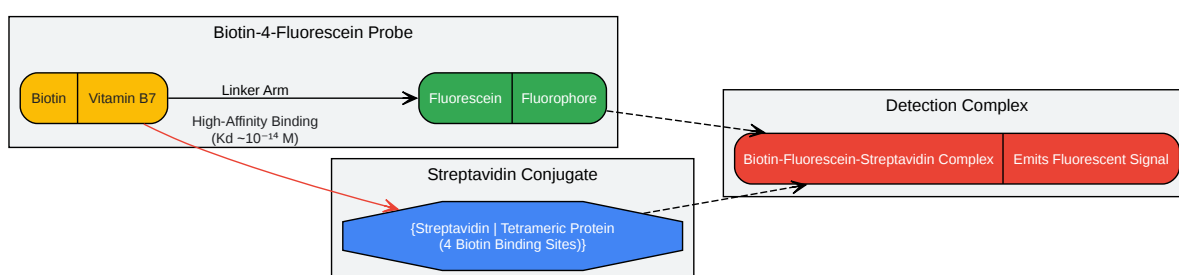 Biotin-4-Fluorescein Probe
Biotin
Vitamin B7
Linker Arm
Fluorescein
Fluorophore
High-Affinity Binding
(Kd ~10⁻¹⁴ M)
Streptavidin Conjugate
{Streptavidin | Tetrameric Protein
(4 Biotin Binding Sites)}
Detection Complex
Biotin-Fluorescein-Streptavidin Complex
Emits Fluorescent Signal